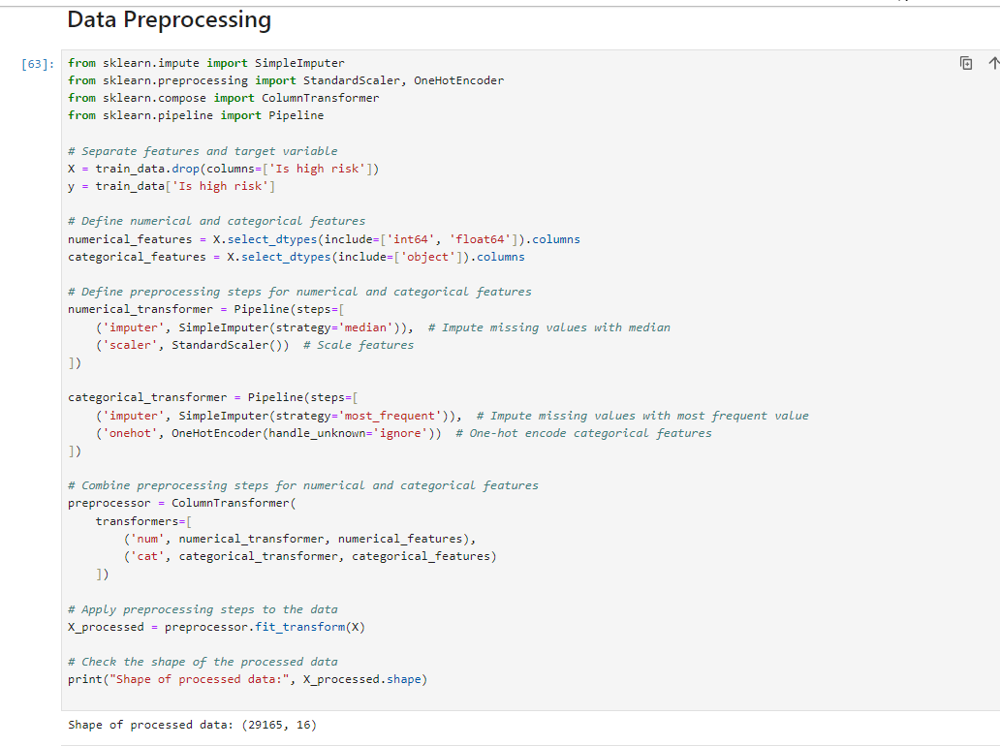 Data Preprocessing
[63]:
from sklearn.impute import SimpleImputer
from sklearn.preprocessing import StandardScaler, OneHotEncoder
from sklearn.compose import ColumnTransformer
from sklearn.pipeline import Pipeline
# Separate features and target variable
X = train_data.drop(columns=['Is high risk'])
y = train_data['Is high risk']
# Define numerical and categorical features
numerical_features = X.select_dtypes(include=['int64', 'float64']).columns
categorical_features = X.select_dtypes(include=['object']).columns
# Define preprocessing steps for numerical and categorical features
numerical_transformer = Pipeline(steps=[
    ('imputer', SimpleImputer(strategy='median')),  # Impute missing values with median
    ('scaler', StandardScaler())  # Scale features
])
categorical_transformer = Pipeline(steps=[
    ('imputer', SimpleImputer(strategy='most_frequent')),  # Impute missing values with most frequent value
    ('onehot', OneHotEncoder(handle_unknown='ignore'))  # One-hot encode categorical features
])
# Combine preprocessing steps for numerical and categorical features
preprocessor = ColumnTransformer(
    transformers=[
        ('num', numerical_transformer, numerical_features),
        ('cat', categorical_transformer, categorical_features)
    ])
# Apply preprocessing steps to the data
X_processed = preprocessor.fit_transform(X)
# Check the shape of the processed data
print("Shape of processed data:", X_processed.shape)
Shape of processed data: (29165, 16)